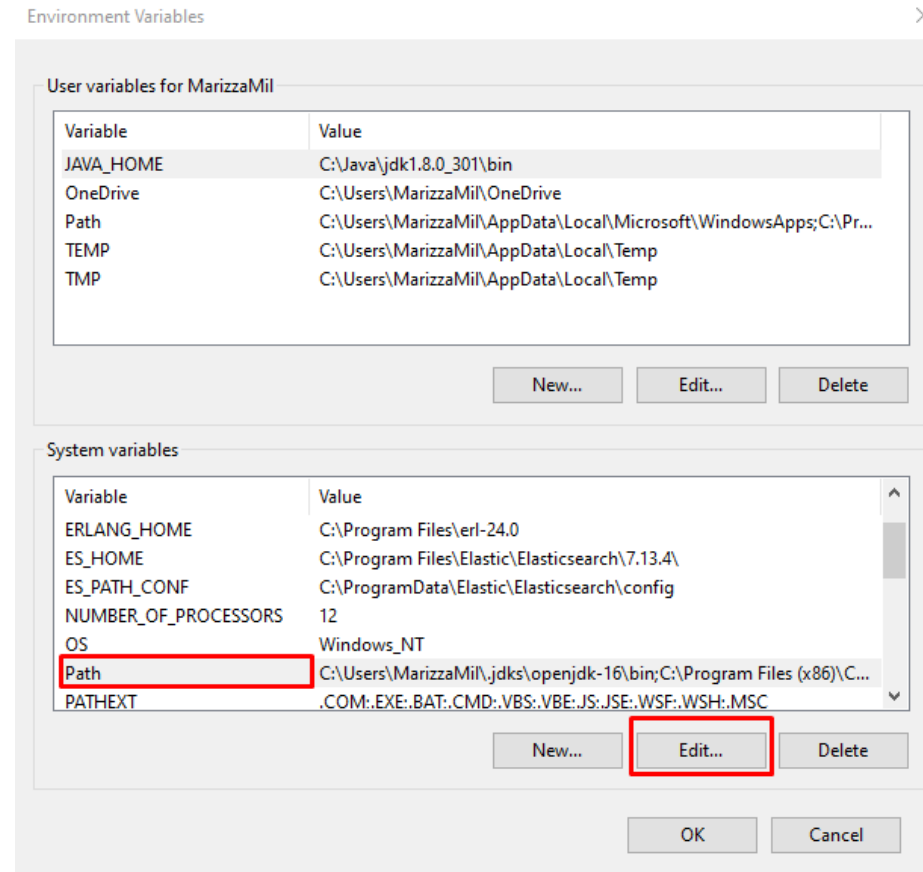 Environment Variables
User variables for MarizzaMil
Variable Value
JAVA_HOME C:\Java\jdk1.8.0_301\bin
OneDrive C:\Users\MarizzaMil\OneDrive
Path C:\Users\MarizzaMil\AppData\Local\Microsoft\WindowsApps;C:\Pr...
TEMP C:\Users\MarizzaMil\AppData\Local\Temp
TMP C:\Users\MarizzaMil\AppData\Local\Temp
New... Edit... Delete
System variables
Variable Value
ERLANG_HOME C:\Program Files\erl-24.0
ES_HOME C:\Program Files\Elastic\Elasticsearch\7.13.4\
ES_PATH_CONF C:\ProgramData\Elastic\Elasticsearch\config
NUMBER_OF_PROCESSORS 12
OS Windows_NT
Path C:\Users\MarizzaMil\.jdks\openjdk-16\bin;C:\Program Files (x86)\C...
PATHEXT .COM;.EXE;.BAT;.CMD;.VBS;.VBE;.JS;.JSE;.WSF;.WSH;.MSC
New... Edit... Delete
OK Cancel